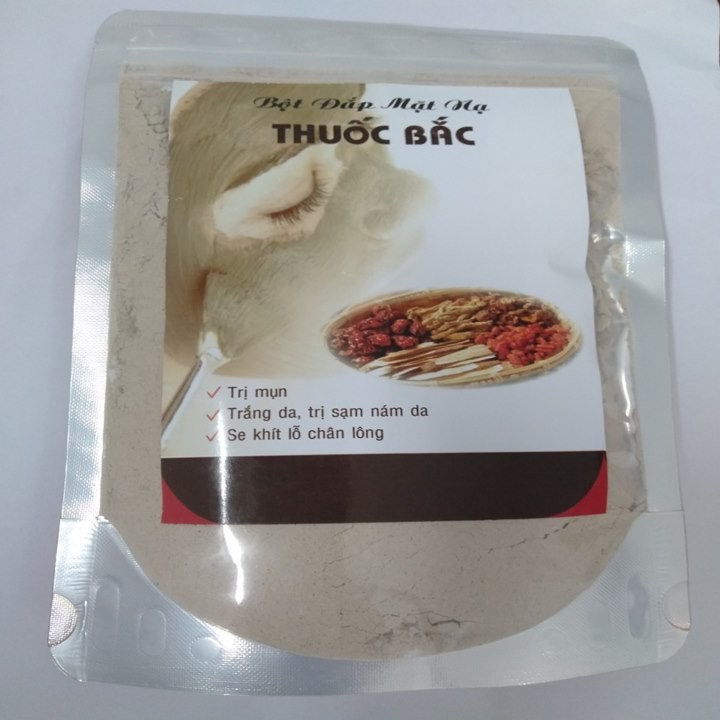 Bột Đắp Mặt Nạ
THUỐC BẮC
Trị mụn
Trắng da, trị sạm nám da
Se khít lỗ chân lông